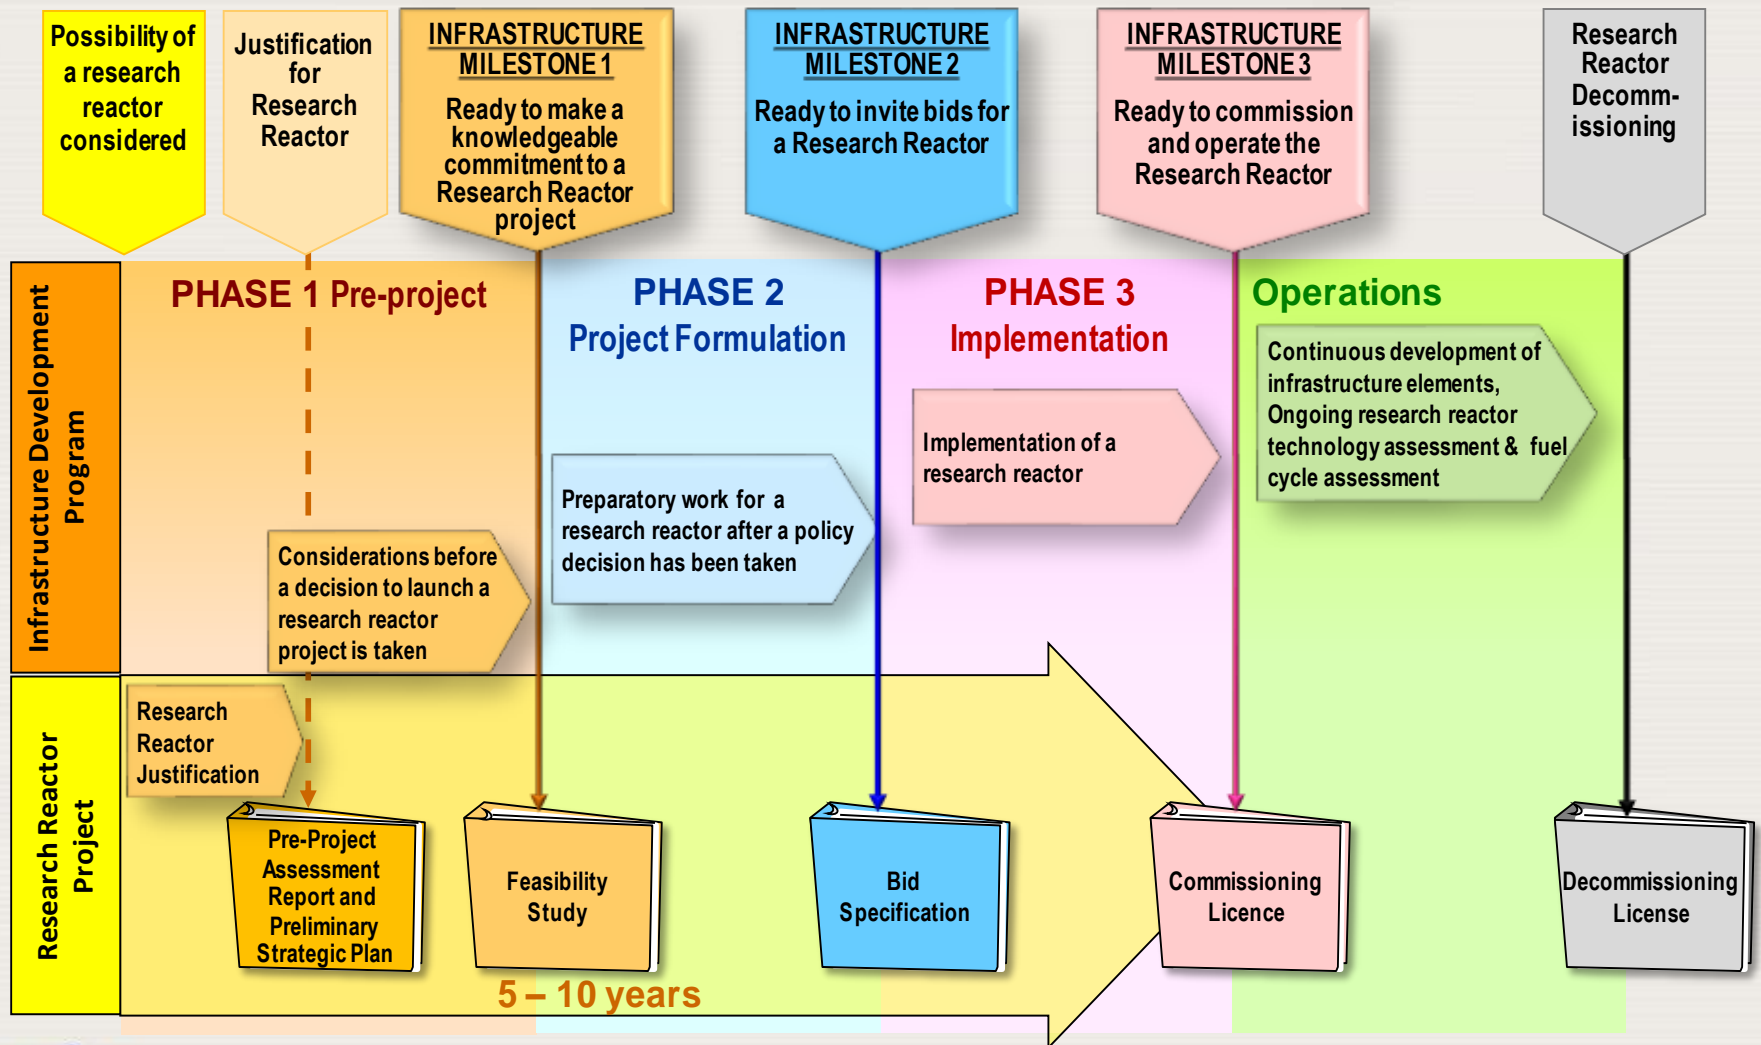 Possibility of
a research
reactor
considered
Justification
for
Research
Reactor
INFRASTRUCTURE
MILESTONE 1
Ready to make a
knowledgeable
commitment to a
Research Reactor
project
INFRASTRUCTURE
MILESTONE 2
Ready to invite bids for
a Research Reactor
INFRASTRUCTURE
MILESTONE 3
Ready to commission
and operate the
Research Reactor
Research
Reactor
Decomm-
issioning
Infrastructure Development
Program
PHASE 1 Pre-project
PHASE 2
Project Formulation
PHASE 3
Implementation
Operations
Considerations before
a decision to launch a
research reactor
project is taken
Preparatory work for a
research reactor after a policy
decision has been taken
Implementation of a
research reactor
Continuous development of
infrastructure elements,
Ongoing research reactor
technology assessment & fuel
cycle assessment
Research Reactor
Project
Research
Reactor
Justification
Pre-Project
Assessment
Report and
Preliminary
Strategic Plan
Feasibility
Study
Bid
Specification
Commissioning
Licence
Decommissioning
License
5 – 10 years